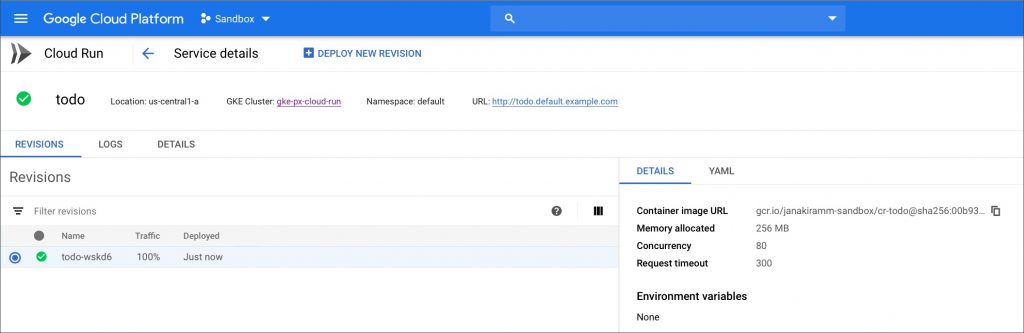 Google Cloud Platform Sandbox
Cloud Run Service details DEPLOY NEW REVISION
todo Location: us-central1-a GKE Cluster: gke-px-cloud-run Namespace: default URL: http://todo.default.example.com
REVISIONS LOGS DETAILS
Revisions
Filter revisions
Name Traffic Deployed
todo-wskd6 100% Just now
DETAILS YAML
Container image URL gcr.io/janakiramm-sandbox/cr-todo@sha256:00b93...
Memory allocated 256 MB
Concurrency 80
Request timeout 300
Environment variables
None